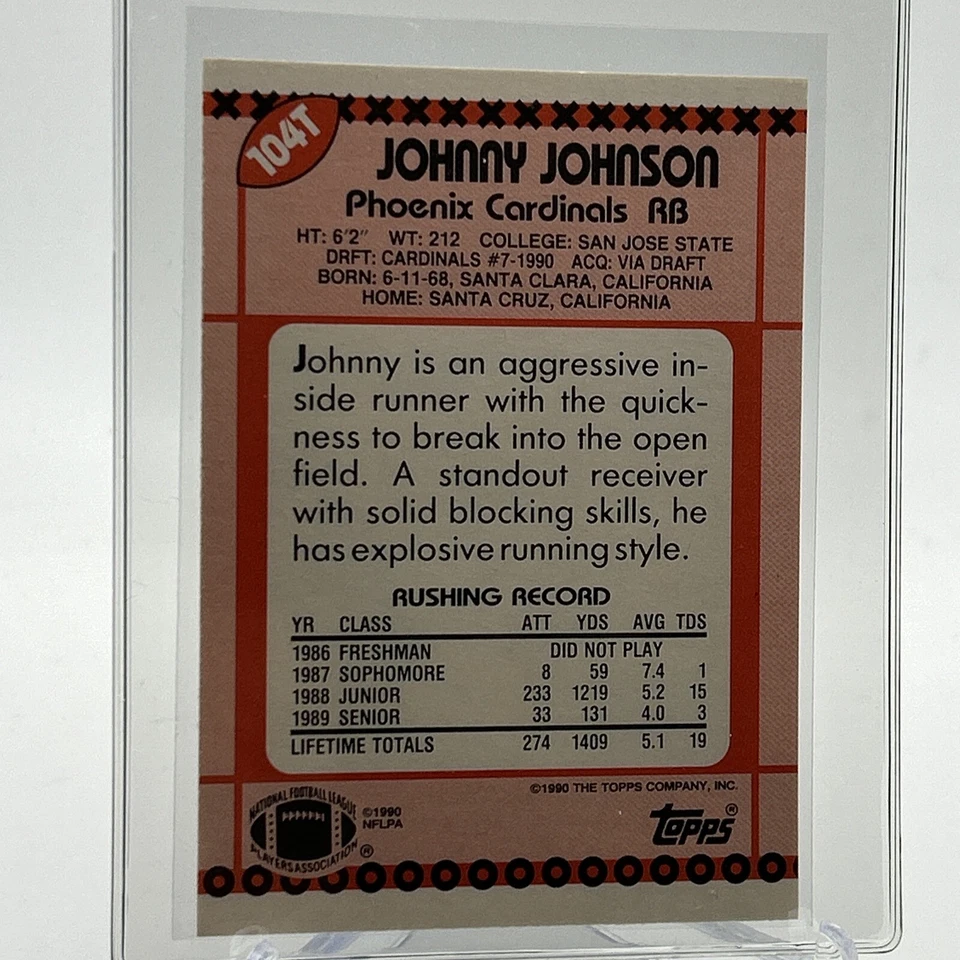 104T
JOHNNY JOHNSON
Phoenix Cardinals RB
HT: 6'2" WT: 212 COLLEGE: SAN JOSE STATE
DRFT: CARDINALS #7-1990 ACQ: VIA DRAFT
BORN: 6-11-68, SANTA CLARA, CALIFORNIA
HOME: SANTA CRUZ, CALIFORNIA
Johnny is an aggressive in-
side runner with the quick-
ness to break into the open
field. A standout receiver
with solid blocking skills, he
has explosive running style.
RUSHING RECORD
YR CLASS ATT YDS AVG TDS
1986 FRESHMAN DID NOT PLAY
1987 SOPHOMORE 8 59 7.4 1
1988 JUNIOR 233 1219 5.2 15
1989 SENIOR 33 131 4.0 3
LIFETIME TOTALS 274 1409 5.1 19
©1990 THE TOPPS COMPANY, INC.
NATIONAL FOOTBALL LEAGUE
PLAYERS ASSOCIATION ®
©1990
NFLPA
TOPPS®